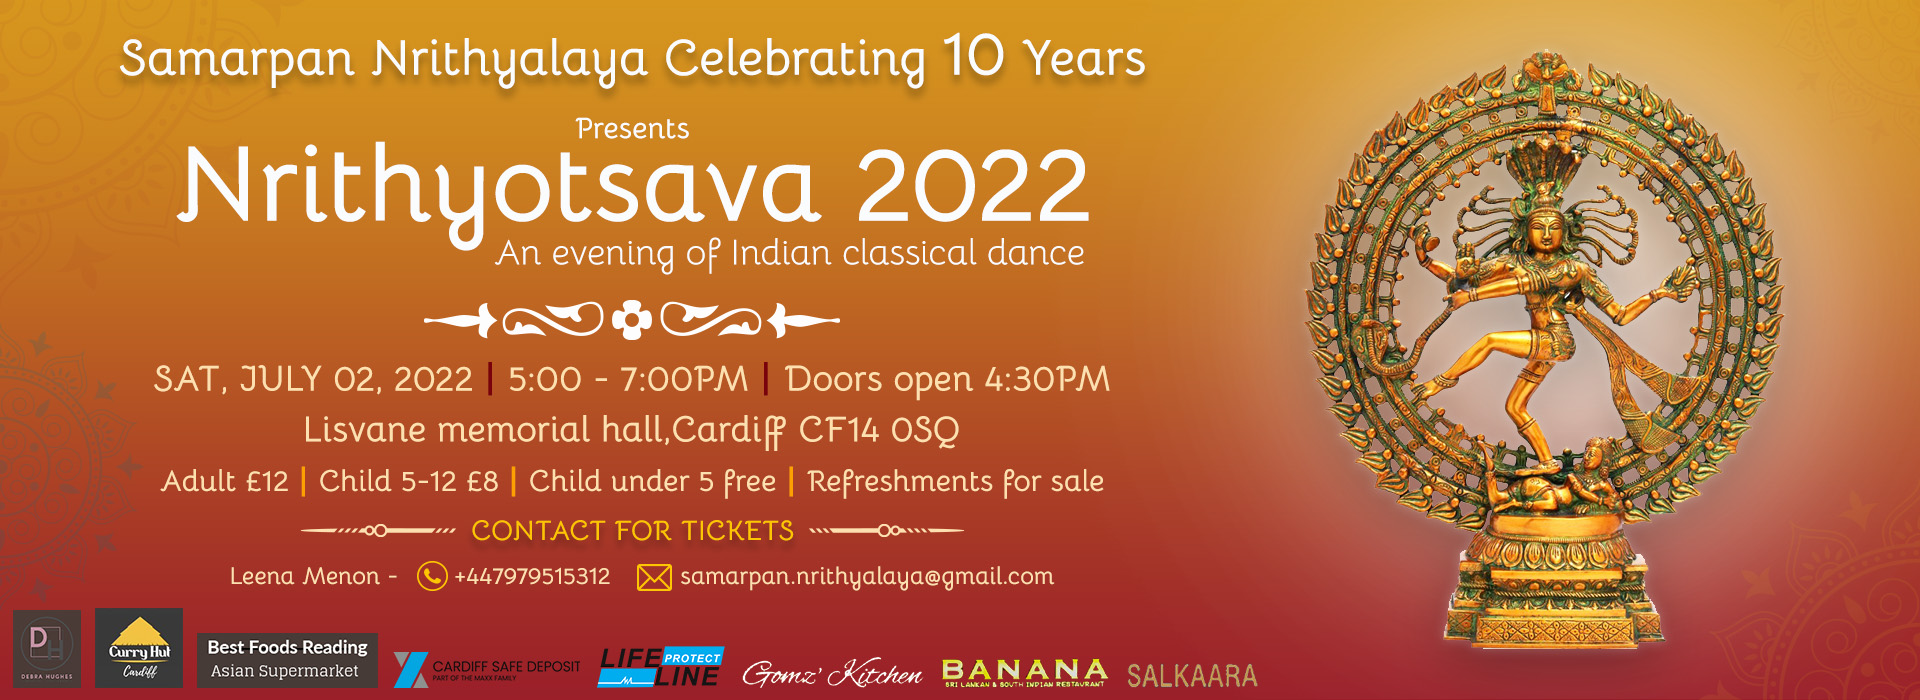 Samarpan Nrithyalaya Celebrating 10 Years
Presents
Nrithyotsava 2022
An evening of Indian classical dance
SAT, JULY 02, 2022 | 5:00 - 7:00PM | Doors open 4:30PM
Lisvane memorial hall,Cardiff CF14 0SQ
Adult £12 | Child 5-12 £8 | Child under 5 free | Refreshments for sale
CONTACT FOR TICKETS
Leena Menon - +447979515312 samarpan.nrithyalaya@gmail.com
DH
DEBRA HUGHES
Curry Hut
Cardiff
Best Foods Reading
Asian Supermarket
CARDIFF SAFE DEPOSIT
PART OF THE MAXX FAMILY
LIFE PROTECT
LINE
Gomz' Kitchen
BANANA
SRI LANKAN & SOUTH INDIAN RESTAURANT
SALKAARA